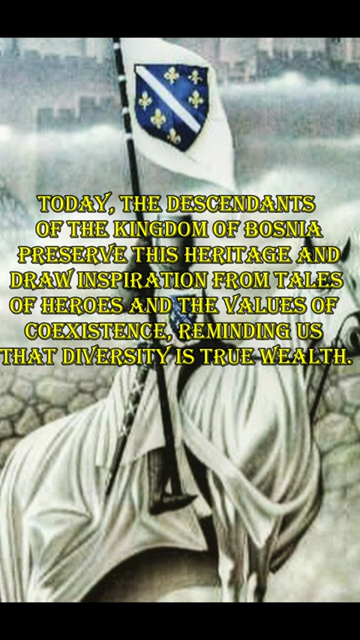 TODAY, THE DESCENDANTS
OF THE KINGDOM OF BOSNIA
PRESERVE THIS HERITAGE AND
DRAW INSPIRATION FROM TALES
OF HEROES AND THE VALUES OF
COEXISTENCE, REMINDING US
THAT DIVERSITY IS TRUE WEALTH.